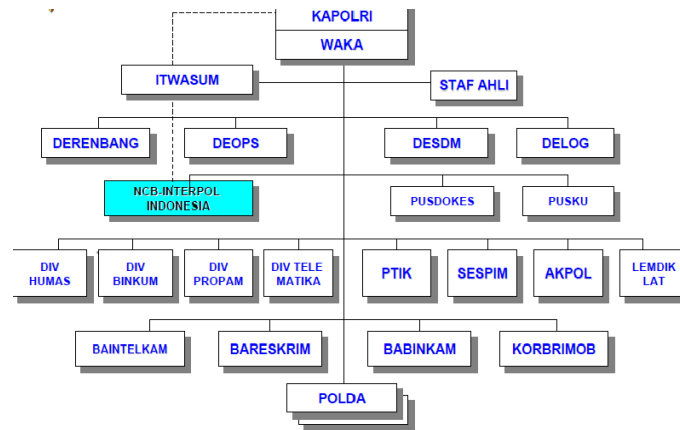 KAPOLRI
WAKA
ITWASUM
STAF AHLI
DERENBANG
DEOPS
DESDM
DELOG
NCB-INTERPOL
INDONESIA
PUSDOKES
PUSKU
DIV
HUMAS
DIV
BINKUM
DIV
PROPAM
DIV TELE
MATIKA
PTIK
SESPIM
AKPOL
LEMDIK
LAT
BAINTELKAM
BARESKRIM
BABINKAM
KORBRIMOB
POLDA